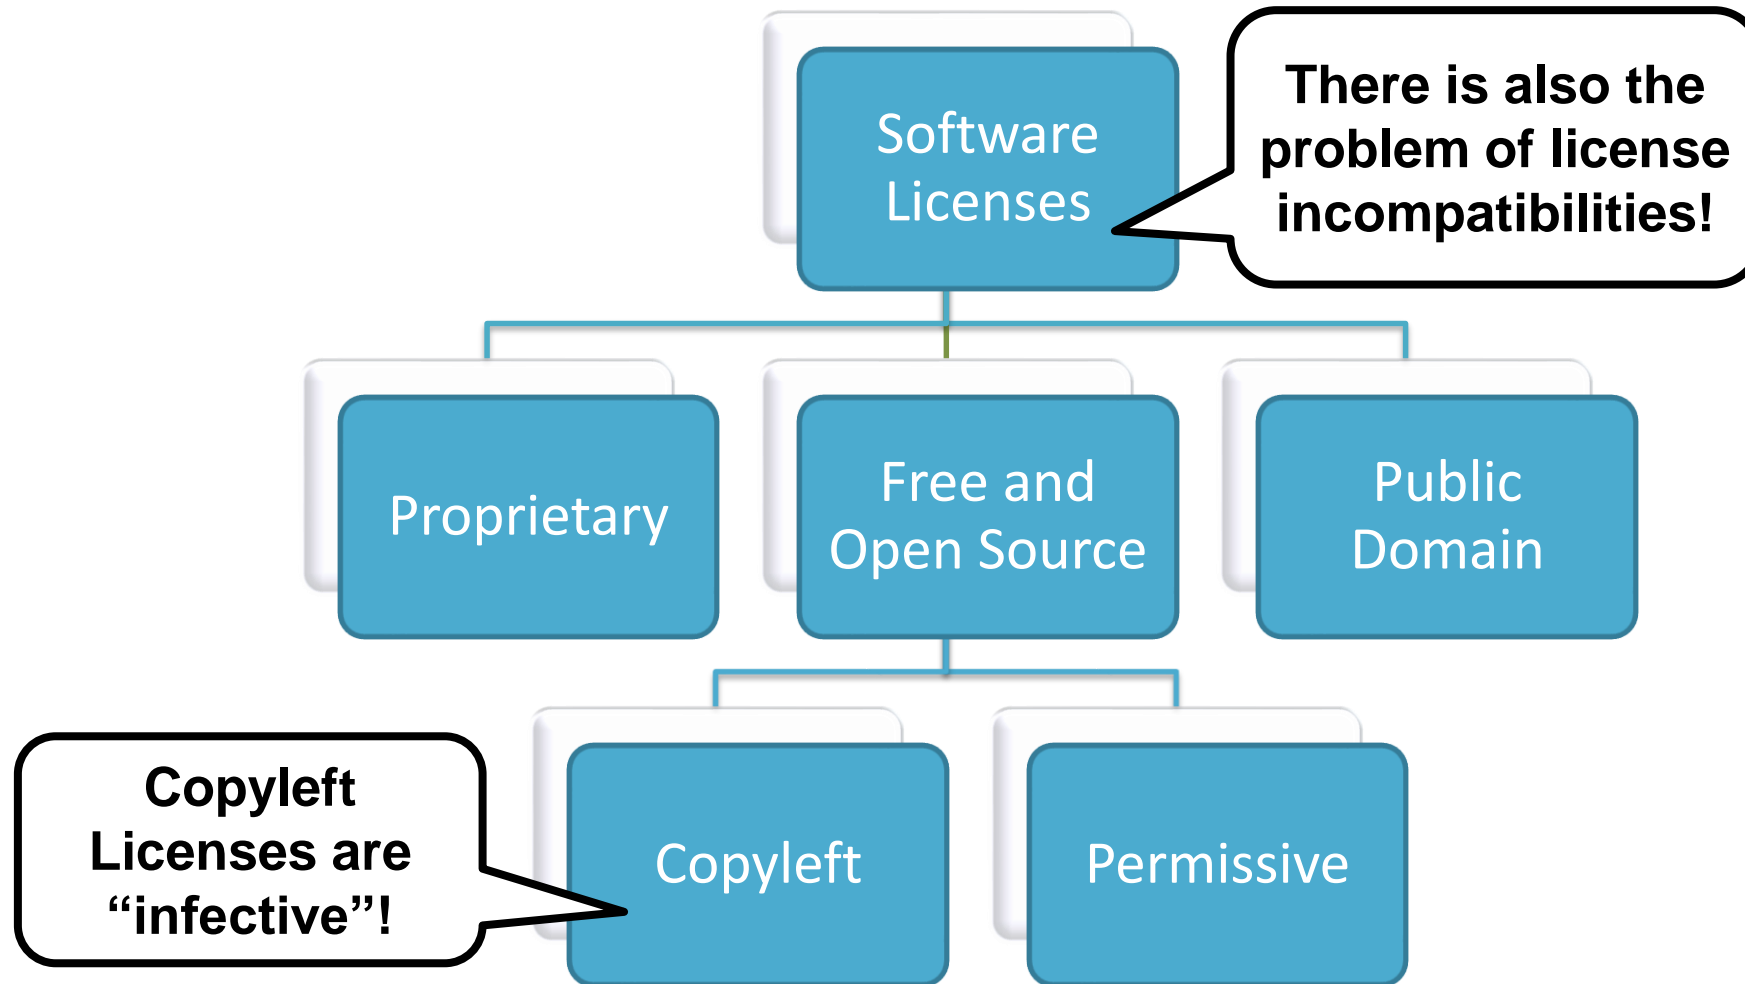 Software
Licenses
There is also the
problem of license
incompatibilities!
Proprietary
Free and
Open Source
Public
Domain
Copyleft
Licenses are
“infective”!
Copyleft
Permissive